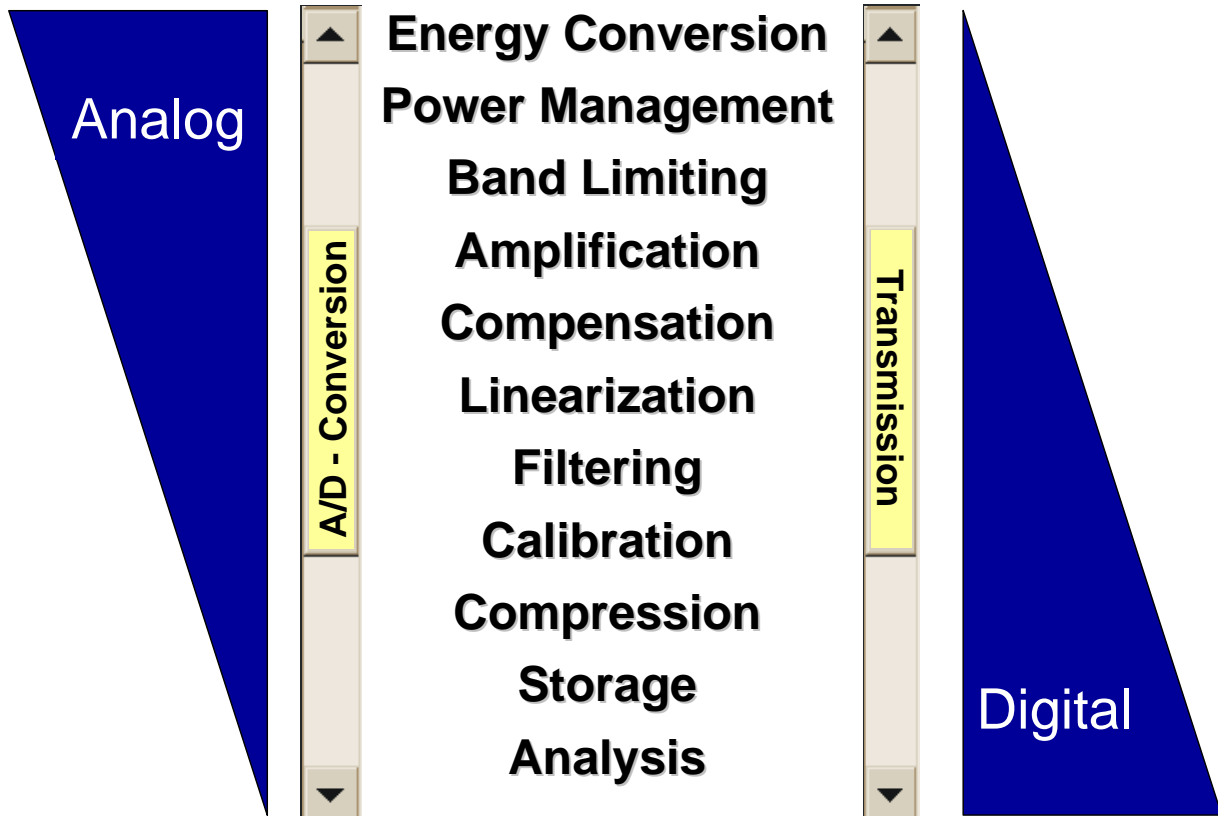 Analog
A/D - Conversion
Energy Conversion
Power Management
Band Limiting
Amplification
Compensation
Linearization
Filtering
Calibration
Compression
Storage
Analysis
Transmission
Digital